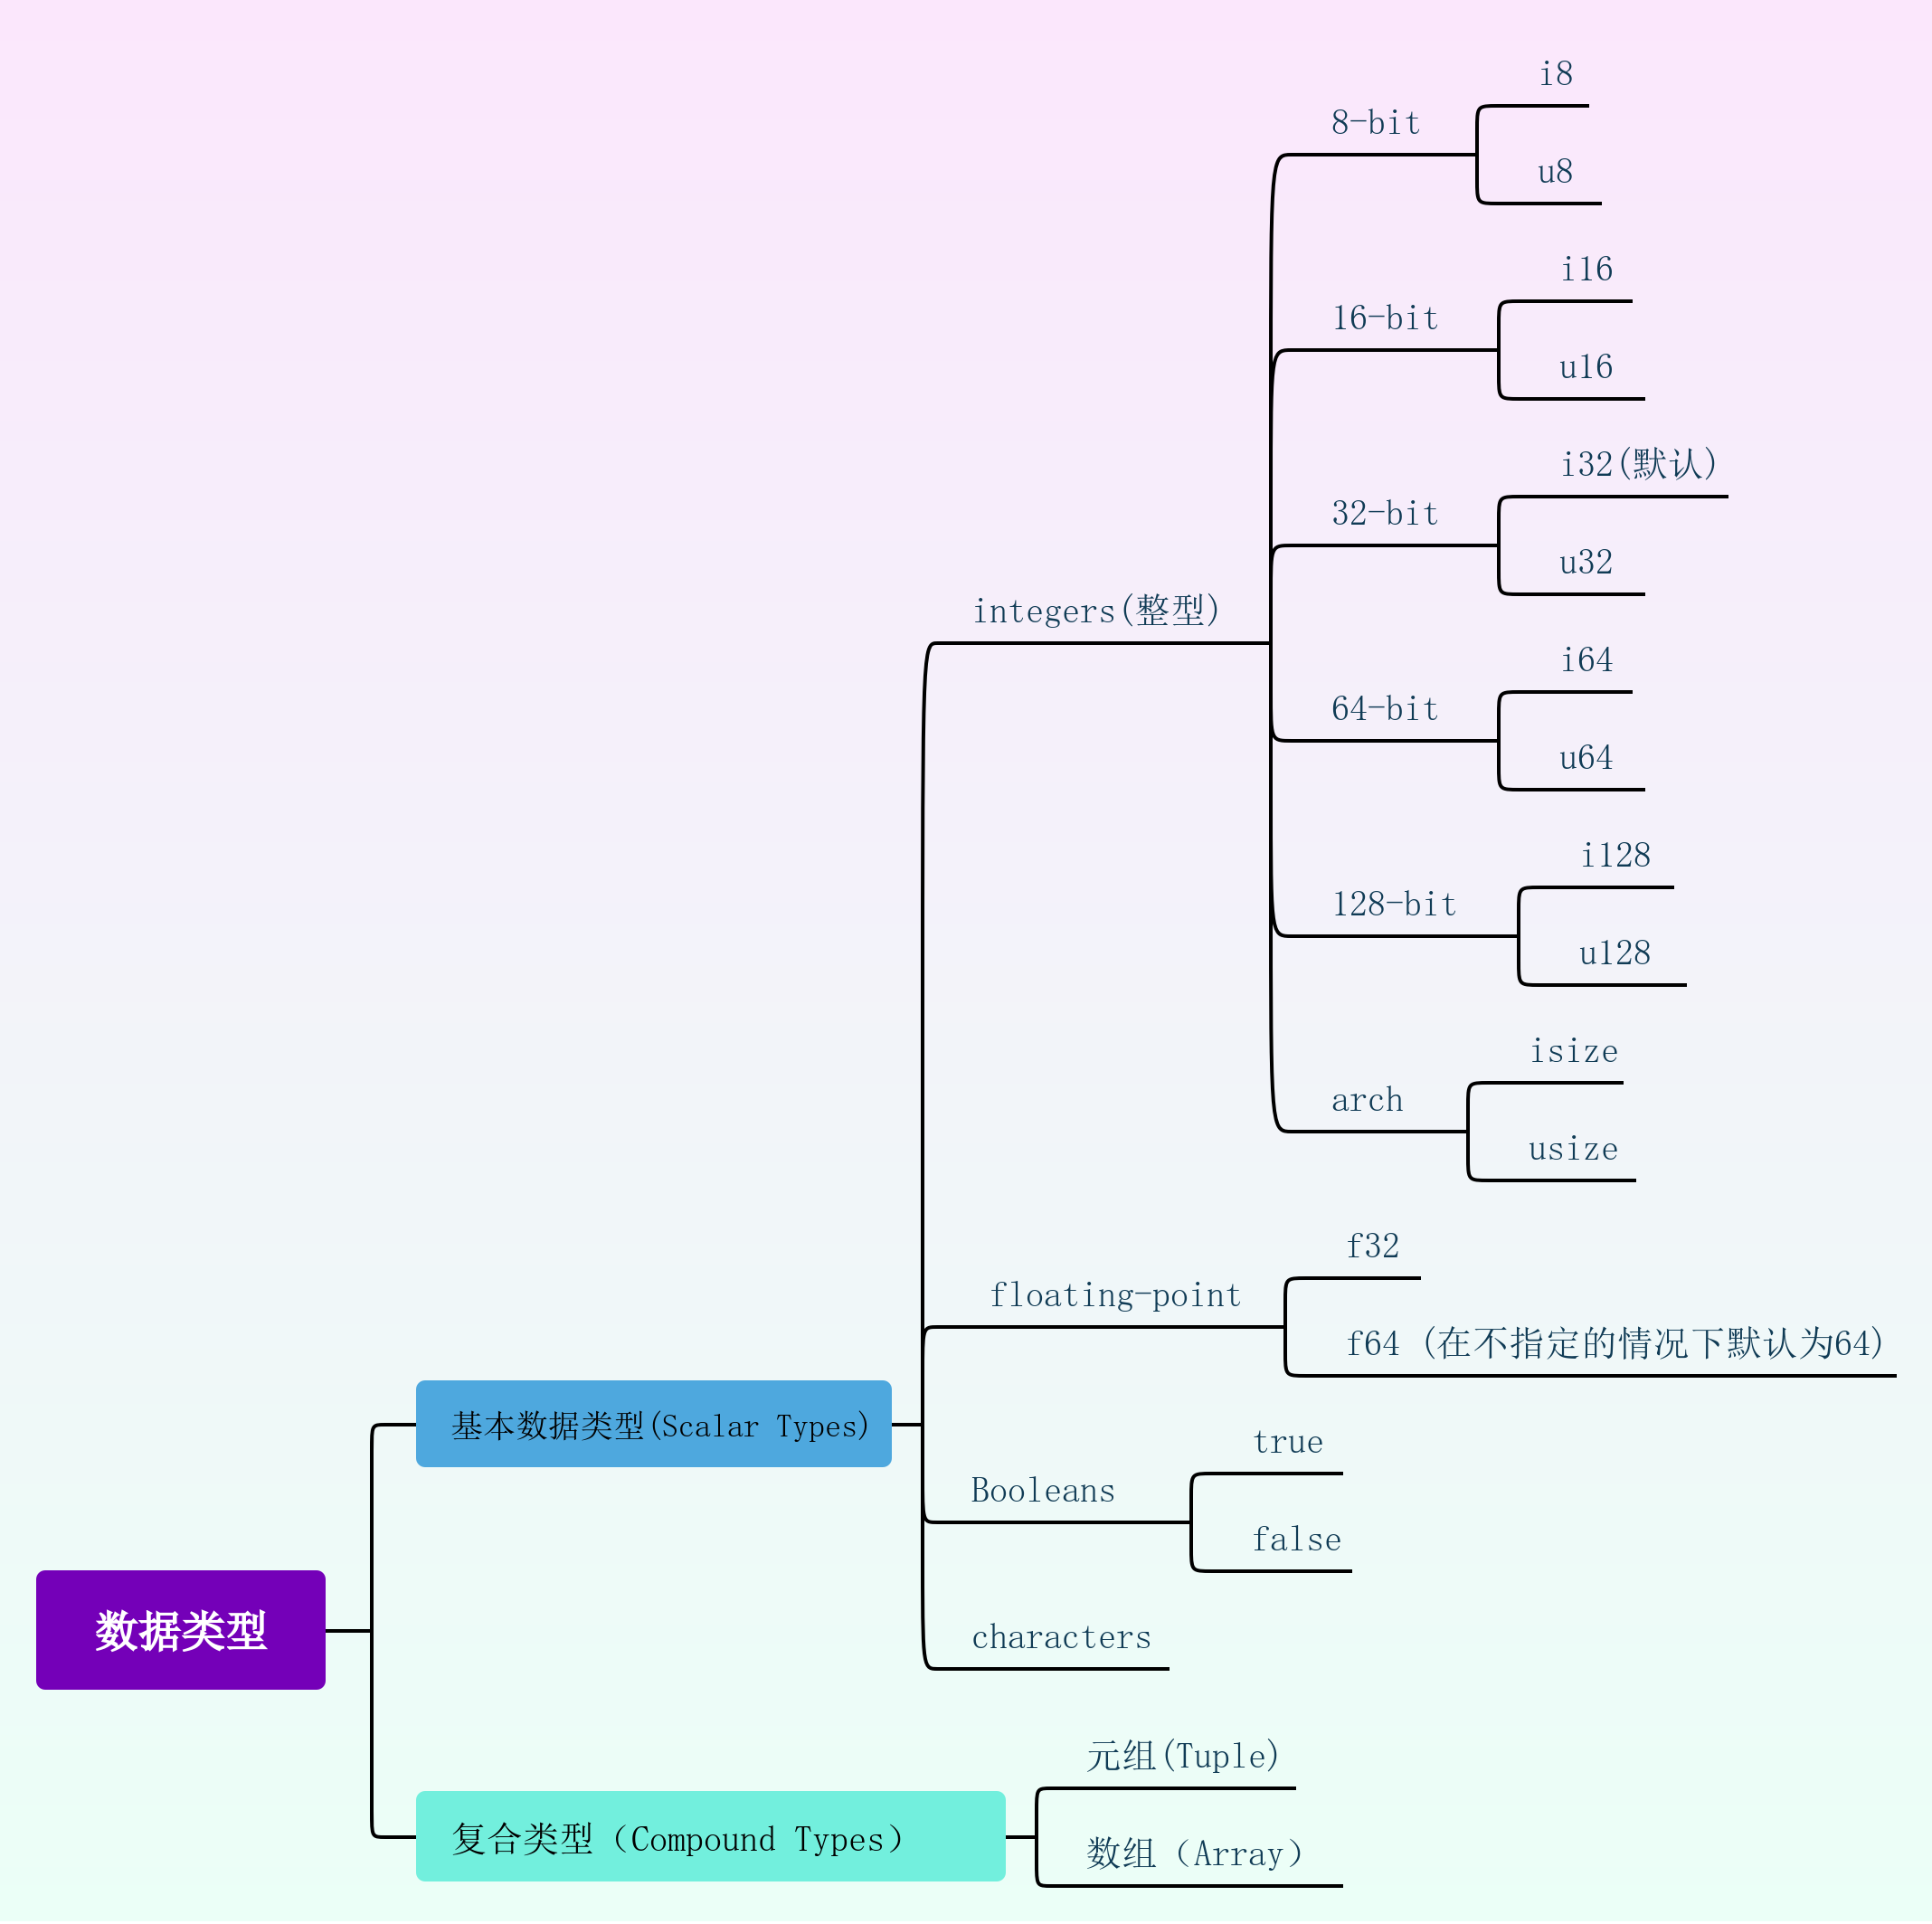 i8
8-bit
u8
i16
16-bit
u16
i32(默认)
32-bit
u32
integers(整型)
i64
64-bit
u64
i128
128-bit
u128
isize
arch
usize
f32
floating-point
f64 (在不指定的情况下默认为64)
基本数据类型(Scalar Types)
true
Booleans
false
数据类型
characters
元组(Tuple)
复合类型（Compound Types）
数组（Array）